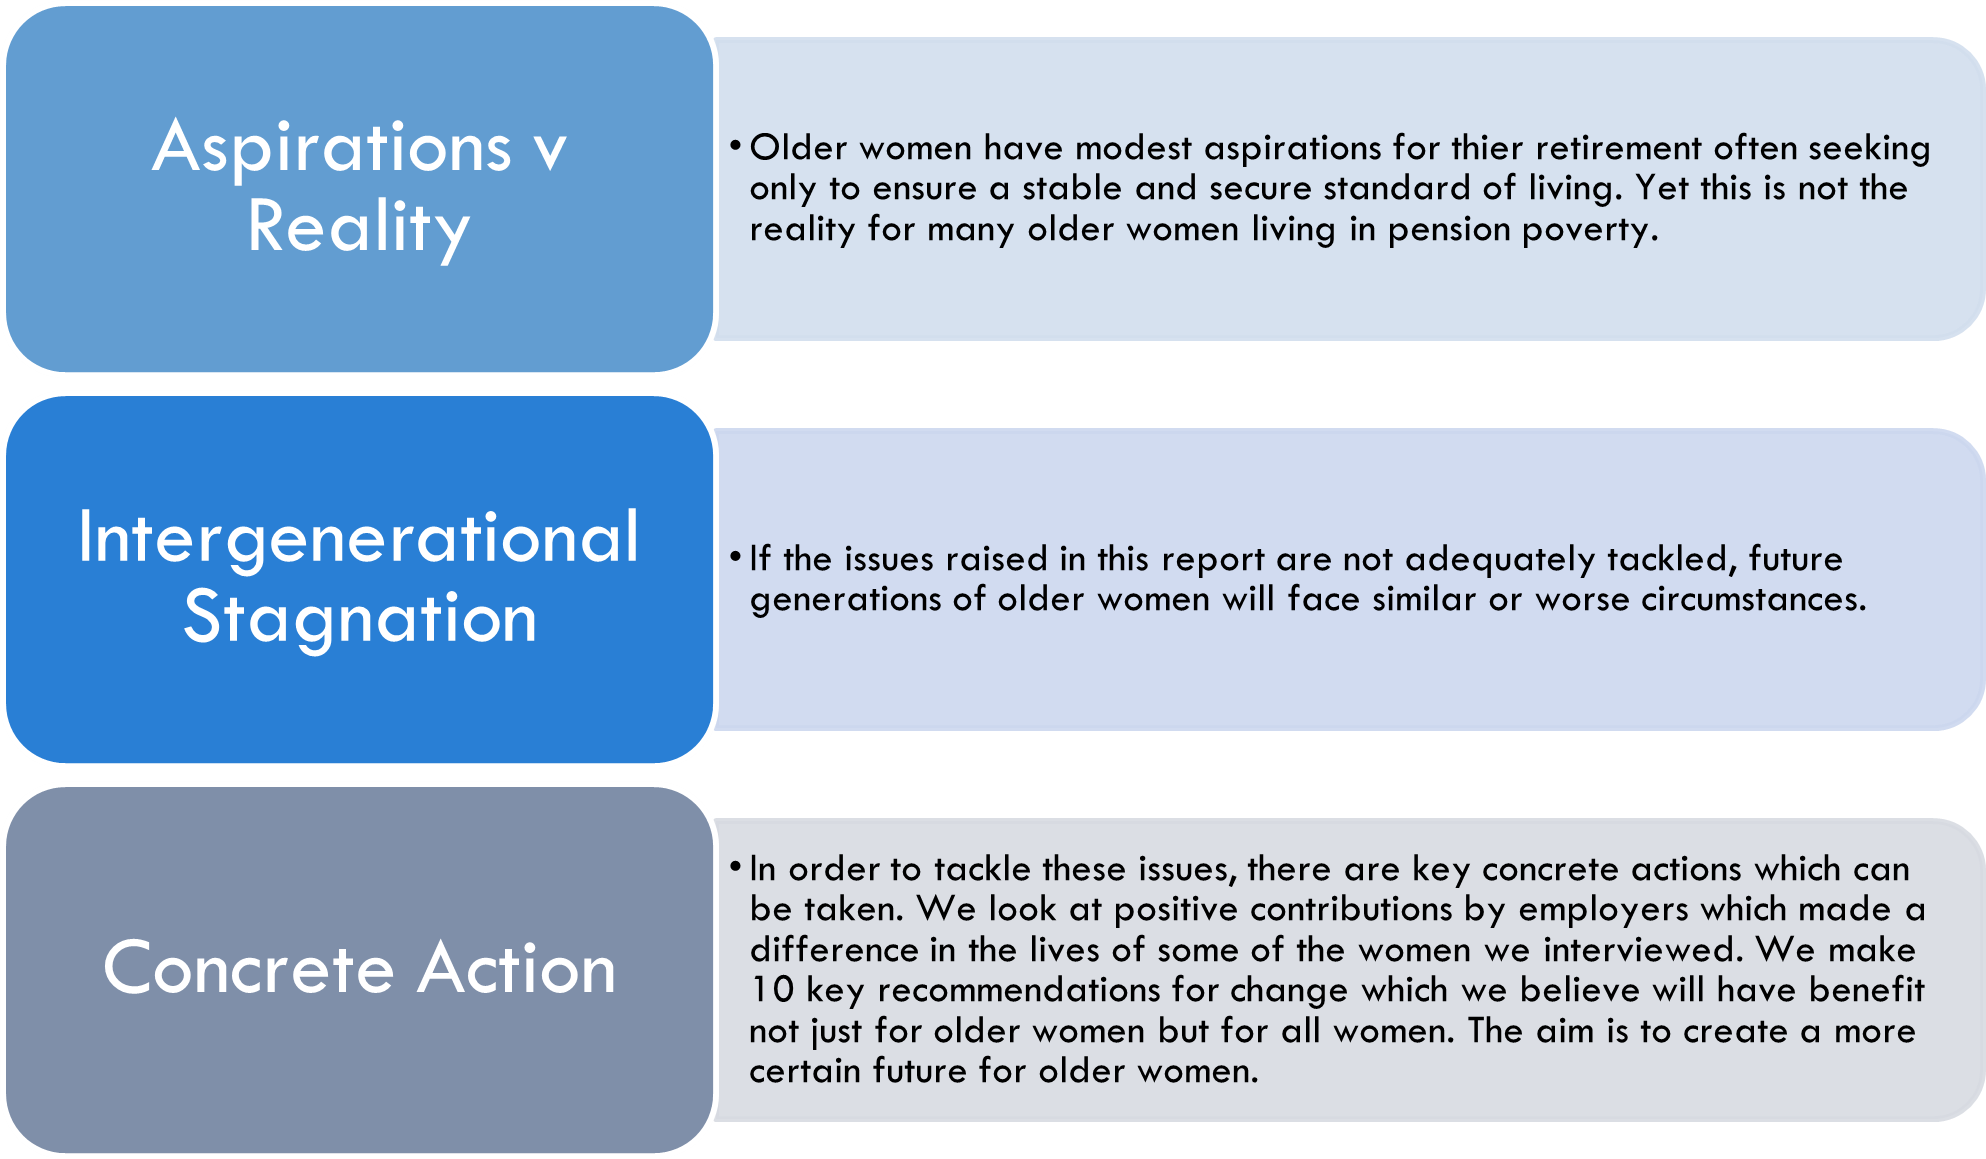 Aspirations v
Reality
• Older women have modest aspirations for thier retirement often seeking
only to ensure a stable and secure standard of living. Yet this is not the
reality for many older women living in pension poverty.
Intergenerational
Stagnation
• If the issues raised in this report are not adequately tackled, future
generations of older women will face similar or worse circumstances.
Concrete Action
• In order to tackle these issues, there are key concrete actions which can
be taken. We look at positive contributions by employers which made a
difference in the lives of some of the women we interviewed. We make
10 key recommendations for change which we believe will have benefit
not just for older women but for all women. The aim is to create a more
certain future for older women.